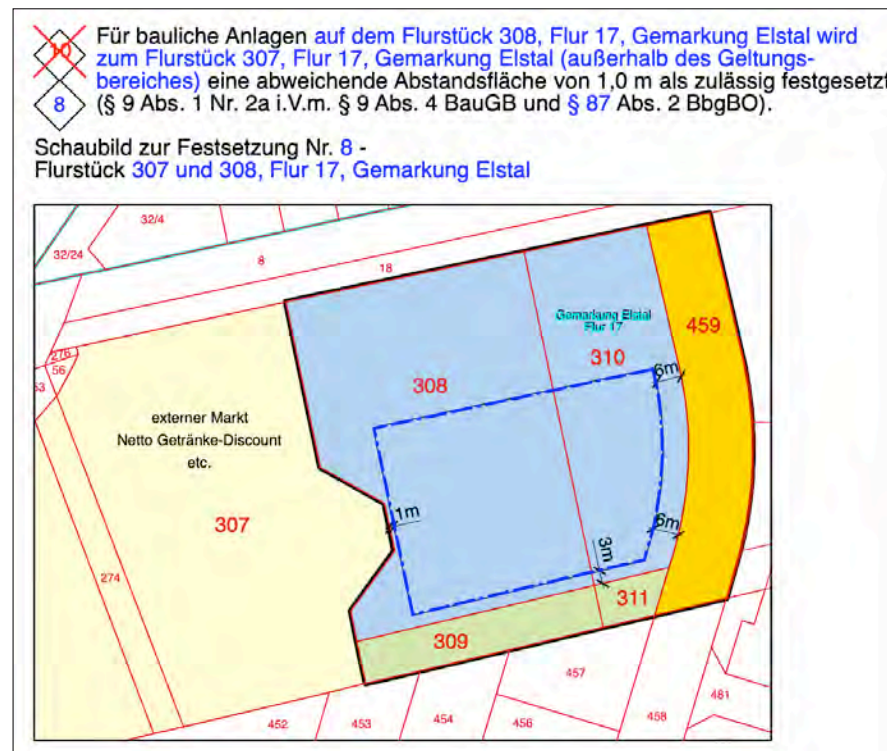 10
Für bauliche Anlagen auf dem Flurstück 308, Flur 17, Gemarkung Elstal wird
zum Flurstück 307, Flur 17, Gemarkung Elstal (außerhalb des Geltungs-
bereiches) eine abweichende Abstandsfläche von 1,0 m als zulässig festgesetzt
8
(§ 9 Abs. 1 Nr. 2a i.V.m. § 9 Abs. 4 BauGB und § 87 Abs. 2 BbgBO).
Schaubild zur Festsetzung Nr. 8 -
Flurstück 307 und 308, Flur 17, Gemarkung Elstal
32/4
32/24
8
18
Gemarkung Elstal
Flur 17
459
276
56
53
308
310
6m
externer Markt
Netto Getränke-Discount
etc.
307
1m
6m
3m
274
311
309
457
481
452
453
454
456
458